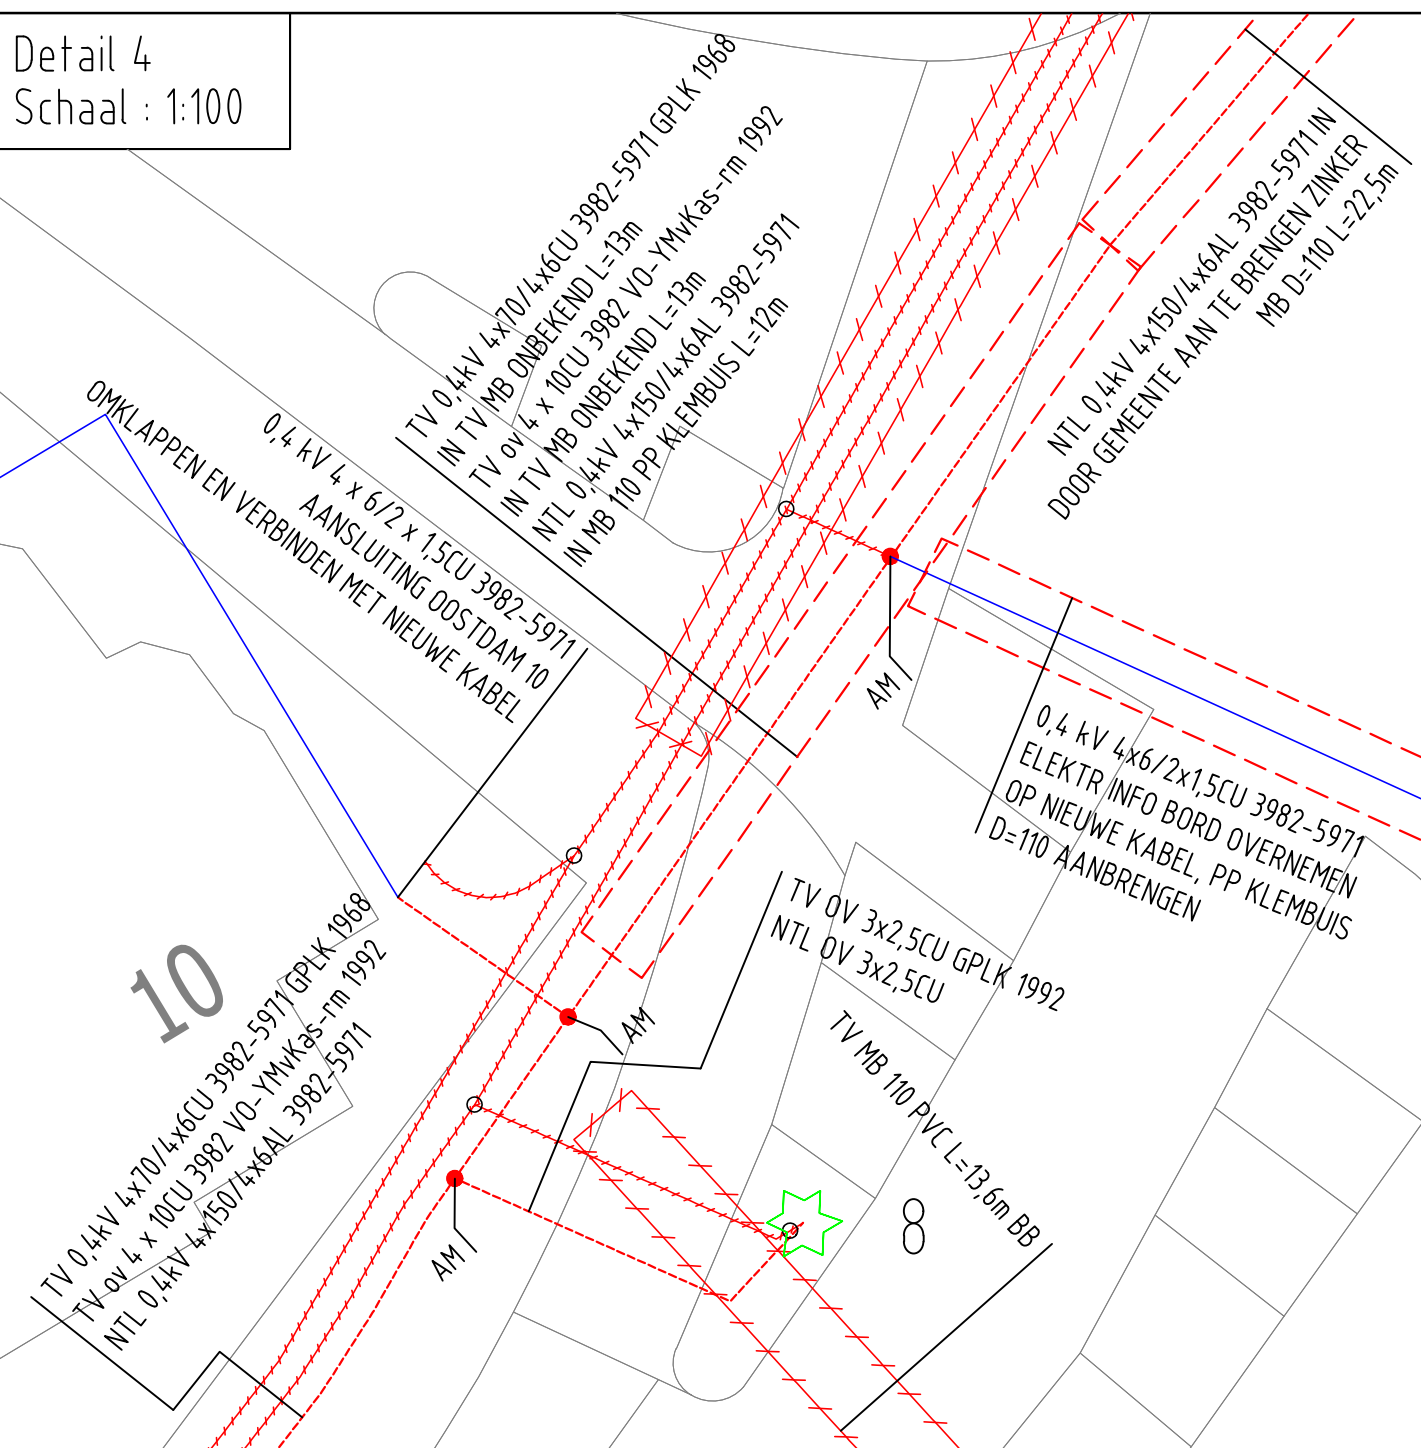 Detail 4
Schaal : 1:100
TV 0,4kV 4x70/4x6CU 3982-5971 GPLK 1968
IN TV MB ONBEKEND L=13m
TV ov 4 x 10CU 3982 VO-YMvKas-rm 1992
IN TV MB ONBEKEND L=13m
NTL 0,4kV 4x150/4x6AL 3982-5971
IN MB 110 PP KLEMBUIS L=12m
NTL 0,4kV 4x150/4x6AL 3982-5971 IN
DOOR GEMEENTE AAN TE BRENGEN ZINKER
MB D=110 L=22,5m
0,4 kV 4 x 6/2 x 1,5CU 3982-5971
AANSLUITING OOSTDAM 10
OMKLAPPEN EN VERBINDEN MET NIEUWE KABEL
AM
0,4 kV 4x6/2x1,5CU 3982-5971
ELEKTR INFO BORD OVERNEMEN
OP NIEUWE KABEL, PP KLEMBUIS
D=110 AANBRENGEN
TV OV 3x2,5CU GPLK 1992
NTL OV 3x2,5CU
10
AM
TV MB 110 PVC L=13,6m BB
8
TV 0,4kV 4x70/4x6CU 3982-5971 GPLK 1968
TV ov 4 x 10CU 3982 VO-YMvKas-rm 1992
NTL 0,4kV 4x150/4x6AL 3982-5971
AM